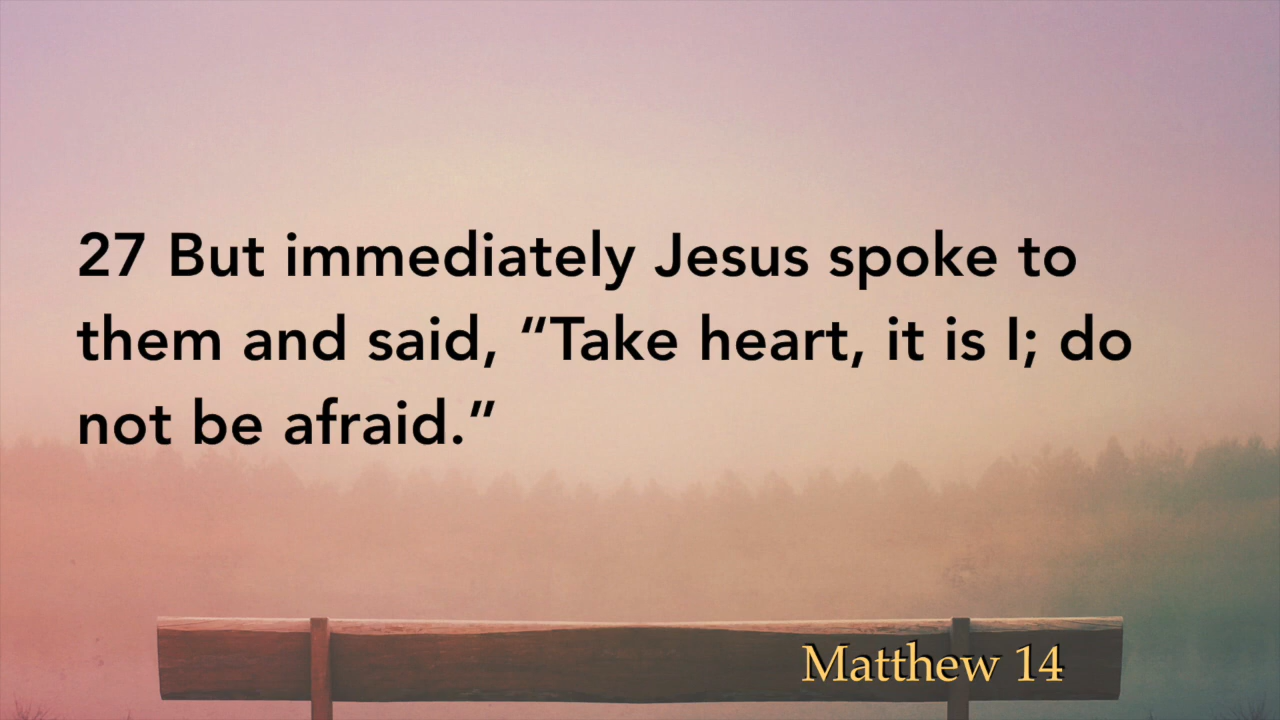 27 But immediately Jesus spoke to
them and said, “Take heart, it is I; do
not be afraid.”
Matthew 14